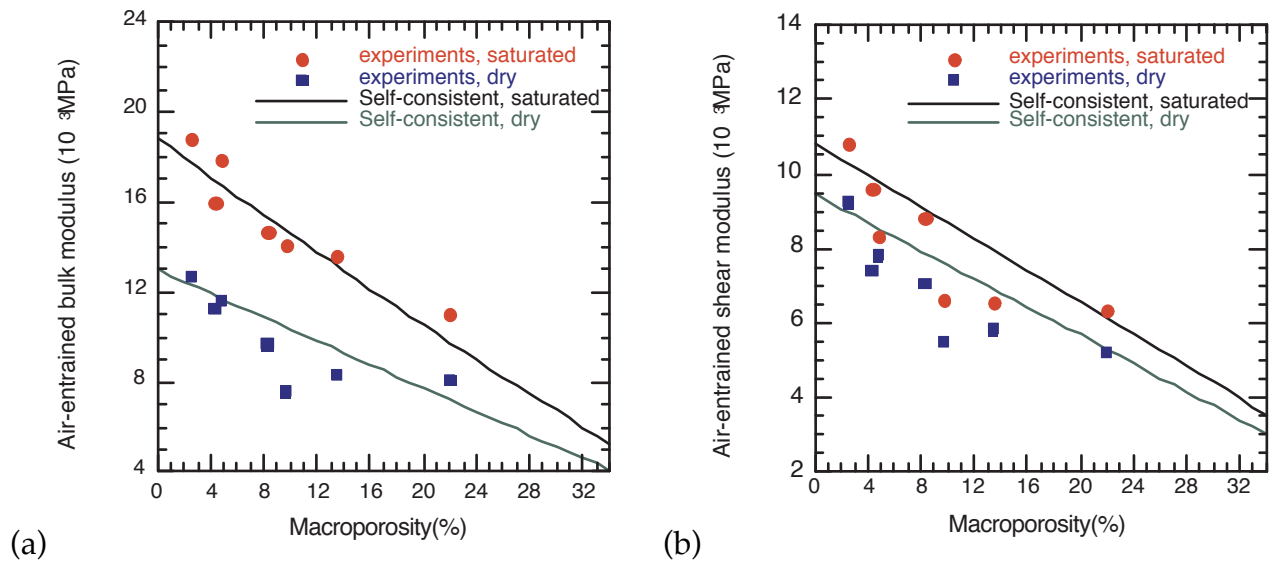 24
20
16
12
8
4
Air-entrained bulk modulus (10 ³MPa)
experiments, saturated
experiments, dry
Self-consistent, saturated
Self-consistent, dry
0 4 8 12 16 20 24 28 32
Macroporosity(%)
(a)
14
12
10
8
6
4
2
Air-entrained shear modulus (10 ³MPa)
experiments, saturated
experiments, dry
Self-consistent, saturated
Self-consistent, dry
0 4 8 12 16 20 24 28 32
Macroporosity(%)
(b)